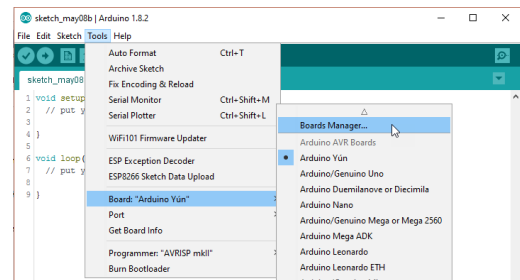 sketch_may08b | Arduino 1.8.2
File Edit Sketch Tools Help
sketch_may08
1 void setup
2 // put y
3
4 }
5
6 void loop(
7 // put y
8
9 }
Auto Format Ctrl+T
Archive Sketch
Fix Encoding & Reload
Serial Monitor Ctrl+Shift+M
Serial Plotter Ctrl+Shift+L
WiFi101 Firmware Updater
ESP Exception Decoder
ESP8266 Sketch Data Upload
Board: "Arduino Yún"
Port
Get Board Info
Programmer: "AVRISP mkII"
Burn Bootloader
Boards Manager...
Arduino AVR Boards
Arduino Yún
Arduino/Genuino Uno
Arduino Duemilanove or Diecimila
Arduino Nano
Arduino/Genuino Mega or Mega 2560
Arduino Mega ADK
Arduino Leonardo
Arduino Leonardo ETH